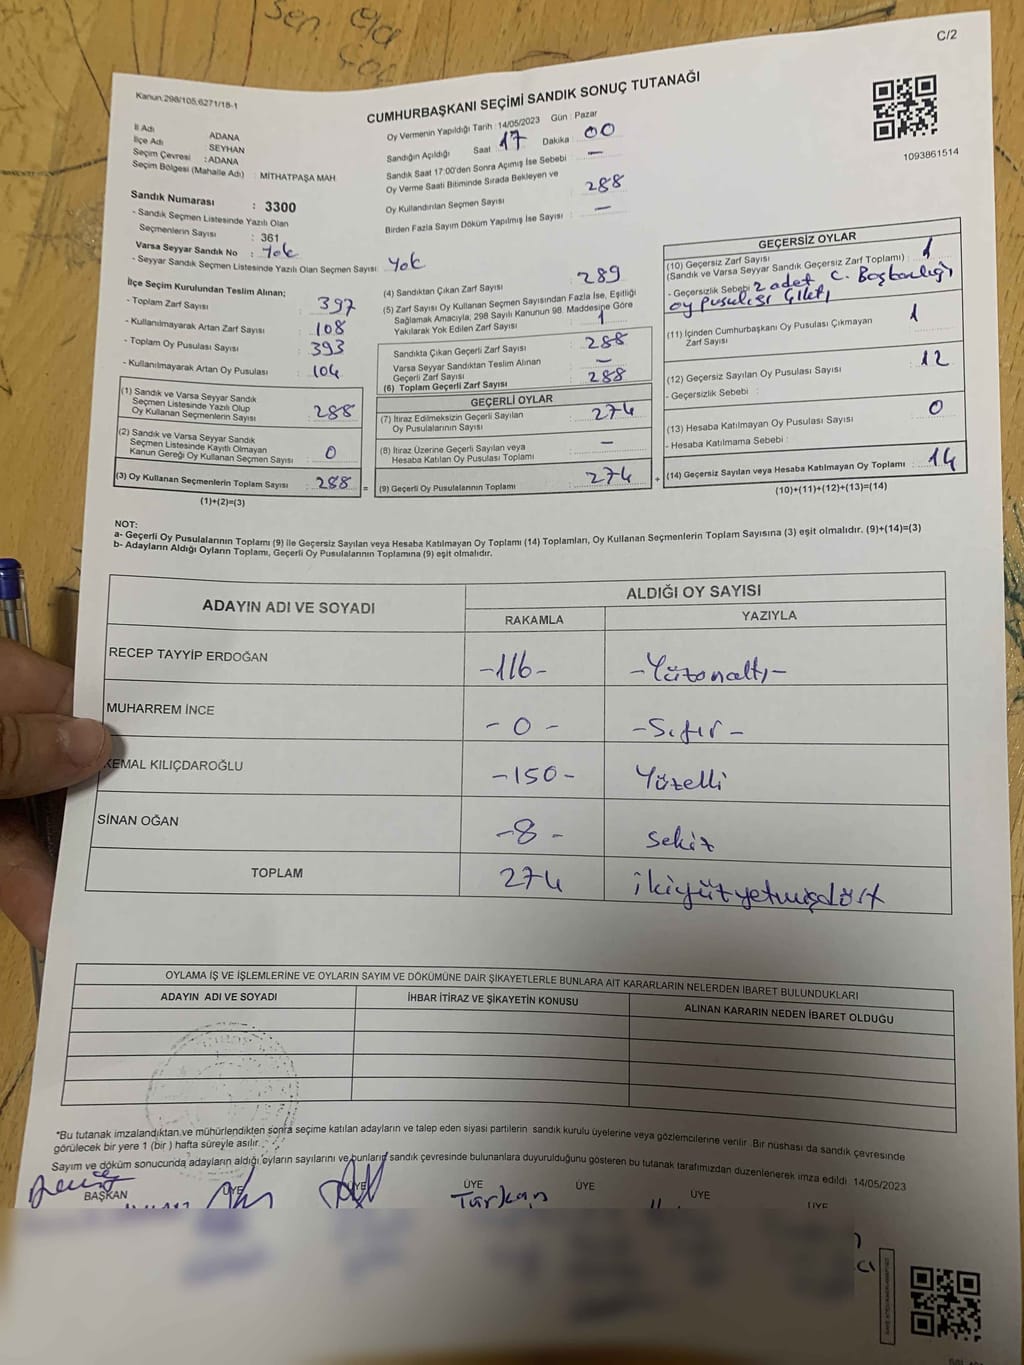 Sen.
C/2
Kanun:298/105,6271/18-1
CUMHURBAŞKANI SEÇİMİ SANDIK SONUÇ TUTANAĞI
İl Adı ADANA
İlçe Adı SEYHAN
Seçim Çevresi :ADANA
Seçim Bölgesi (Mahalle Adı) : MİTHATPAŞA MAH
Sandık Numarası : 3300
- Sandık Seçmen Listesinde Yazılı Olan
Seçmenlerin Sayısı : 361
Varsa Seyyar Sandık No : Yok
- Seyyar Sandık Seçmen Listesinde Yazılı Olan Seçmen Sayısı: Yok
Oy Vermenin Yapıldığı Tarih : 14/05/2023 Gün : Pazar
Sandığın Açıldığı Saat 17 Dakika : 00
Sandık Saat 17:00'den Sonra Açımış İse Sebebi : —
Oy Verme Saati Bitiminde Sırada Bekleyen ve
Oy Kullandırılan Seçmen Sayısı : 288
Birden Fazla Sayım Döküm Yapılmış İse Sayısı : —
1093861514
İlçe Seçim Kurulundan Teslim Alınan;
- Toplam Zarf Sayısı : 397
- Kullanılmayarak Artan Zarf Sayısı : 108
- Toplam Oy Pusulası Sayısı : 393
- Kullanılmayarak Artan Oy Pusulası : 104
(1) Sandık ve Varsa Seyyar Sandık
Seçmen Listesinde Yazılı Olup
Oy Kullanan Seçmenlerin Sayısı : 288
(2) Sandık ve Varsa Seyyar Sandık
Seçmen Listesinde Kayıtlı Olmayan
Kanun Gereği Oy Kullanan Seçmen Sayısı : 0
(3) Oy Kullanan Seçmenlerin Toplam Sayısı : 288 =
(1)+(2)=(3)
(4) Sandıktan Çıkan Zarf Sayısı : 289
(5) Zarf Sayısı Oy Kullanan Seçmen Sayısından Fazla İse, Eşitliği
Sağlamak Amacıyla, 298 Sayılı Kanunun 98. Maddesine Göre
Yakılarak Yok Edilen Zarf Sayısı : 1
Sandıkta Çıkan Geçerli Zarf Sayısı : 288
Varsa Seyyar Sandıktan Teslim Alınan
Geçerli Zarf Sayısı : —
(6) Toplam Geçerli Zarf Sayısı : 288
GEÇERLİ OYLAR
(7) İtiraz Edilmeksizin Geçerli Sayılan
Oy Pusulalarının Sayısı : 274
(8) İtiraz Üzerine Geçerli Sayılan veya
Hesaba Katılan Oy Pusulası Toplamı : —
(9) Geçerli Oy Pusulalarının Toplamı : 274 +
GEÇERSİZ OYLAR
(10) Geçersiz Zarf Sayısı
(Sandık ve Varsa Seyyar Sandık Geçersiz Zarf Toplamı) : 1
- Geçersizlik Sebebi : 2 adet C. Başkanlığı
oy pusulası çıktı
(11) İçinden Cumhurbaşkanı Oy Pusulası Çıkmayan
Zarf Sayısı : 1
(12) Geçersiz Sayılan Oy Pusulası Sayısı : 12
- Geçersizlik Sebebi :
(13) Hesaba Katılmayan Oy Pusulası Sayısı : 0
- Hesaba Katılmama Sebebi :
(14) Geçersiz Sayılan veya Hesaba Katılmayan Oy Toplamı : 14
(10)+(11)+(12)+(13)=(14)
NOT:
a- Geçerli Oy Pusulalarının Toplamı (9) ile Geçersiz Sayılan veya Hesaba Katılmayan Oy Toplamı (14) Toplamları, Oy Kullanan Seçmenlerin Toplam Sayısına (3) eşit olmalıdır. (9)+(14)=(3)
b- Adayların Aldığı Oyların Toplamı, Geçerli Oy Pusulalarının Toplamına (9) eşit olmalıdır.
ADAYIN ADI VE SOYADI ALDIĞI OY SAYISI
RAKAMLA YAZIYLA
RECEP TAYYİP ERDOĞAN -116- -Yüzonaltı-
MUHARREM İNCE - 0 - -Sıfır-
KEMAL KILIÇDAROĞLU -150- Yüzelli
SİNAN OĞAN -8- Sekiz
TOPLAM 274 ikiyüzyetmişdört
OYLAMA İŞ VE İŞLEMLERİNE VE OYLARIN SAYIM VE DÖKÜMÜNE DAİR ŞİKAYETLERLE BUNLARA AİT KARARLARIN NELERDEN İBARET BULUNDUKLARI
ADAYIN ADI VE SOYADI İHBAR İTİRAZ VE ŞİKAYETİN KONUSU ALINAN KARARIN NEDEN İBARET OLDUĞU
*Bu tutanak imzalandıktan ve mühürlendikten sonra seçime katılan adayların ve talep eden siyasi partilerin sandık kurulu üyelerine veya gözlemcilerine verilir. Bir nushası da sandık çevresinde
görülecek bir yere 1 (bir ) hafta süreyle asılır.
Sayım ve döküm sonucunda adayların aldığı oyların sayılarını ve bunların sandık çevresinde bulunanlara duyurulduğunu gösteren bu tutanak tarafımızdan düzenlenerek imza edildi. 14/05/2023
BAŞKAN ÜYE ÜYE ÜYE ÜYE ÜYE ÜYE
Türkan